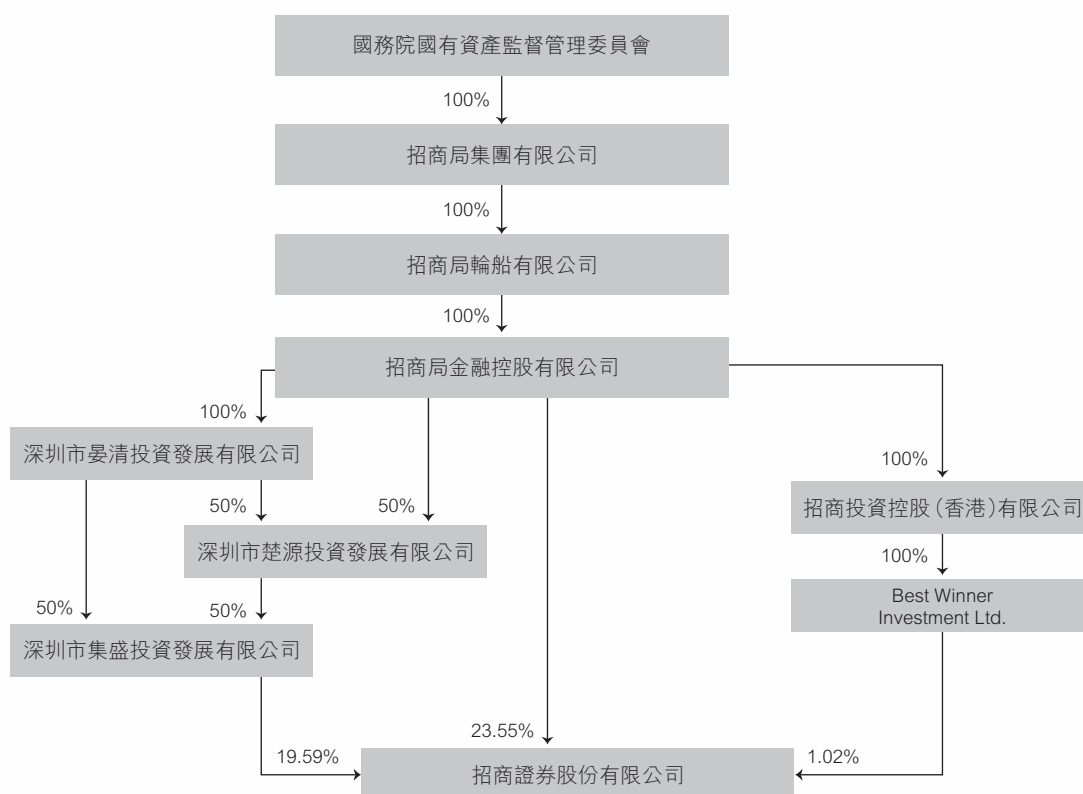 國務院國有資產監督管理委員會
100%
招商局集團有限公司
100%
招商局輪船有限公司
100%
招商局金融控股有限公司
100%
深圳市晏清投資發展有限公司
100%
50%
50%
招商投資控股（香港）有限公司
深圳市楚源投資發展有限公司
100%
Best Winner
Investment Ltd.
50%
50%
深圳市集盛投資發展有限公司
23.55%
19.59%
1.02%
招商證券股份有限公司